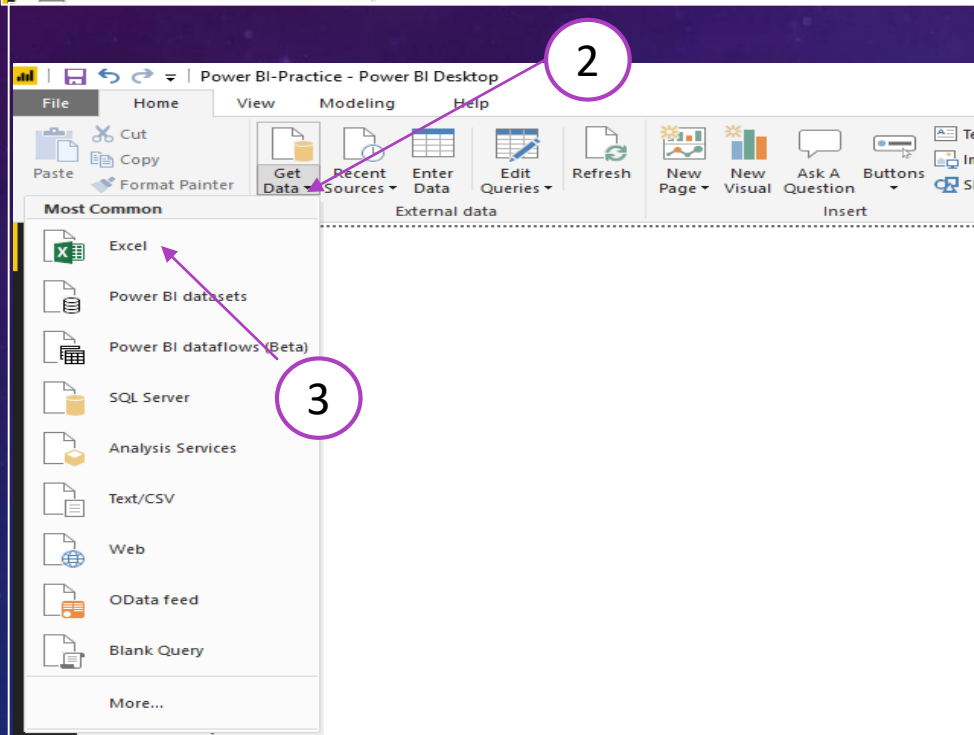 2
Power BI-Practice - Power BI Desktop
File Home View Modeling Help
Cut
Copy
Format Painter
Paste
Get Data
Recent Sources
Enter Data
Edit Queries
Refresh
New Page
New Visual
Ask A Question
Buttons
Te
Most Common
External data
Insert
Excel
Power BI datasets
Power BI dataflows (Beta)
3
SQL Server
Analysis Services
Text/CSV
Web
OData feed
Blank Query
More...